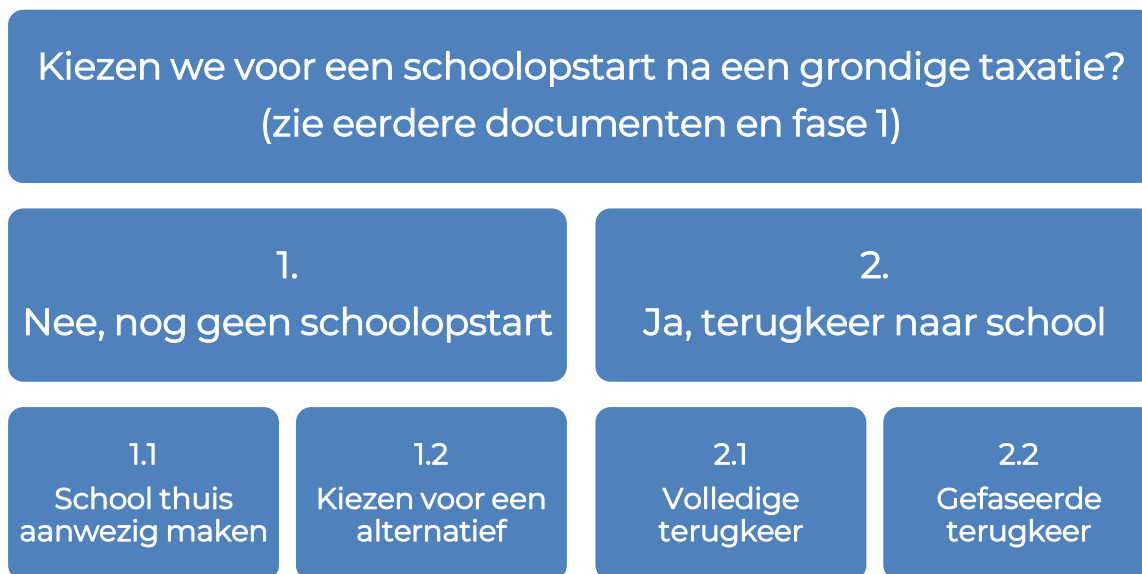 Kiezen we voor een schoolopstart na een grondige taxatie?
(zie eerdere documenten en fase 1)
1.
Nee, nog geen schoolopstart
2.
Ja, terugkeer naar school
1.1
School thuis
aanwezig maken
1.2
Kiezen voor een
alternatief
2.1
Volledige
terugkeer
2.2
Gefaseerde
terugkeer